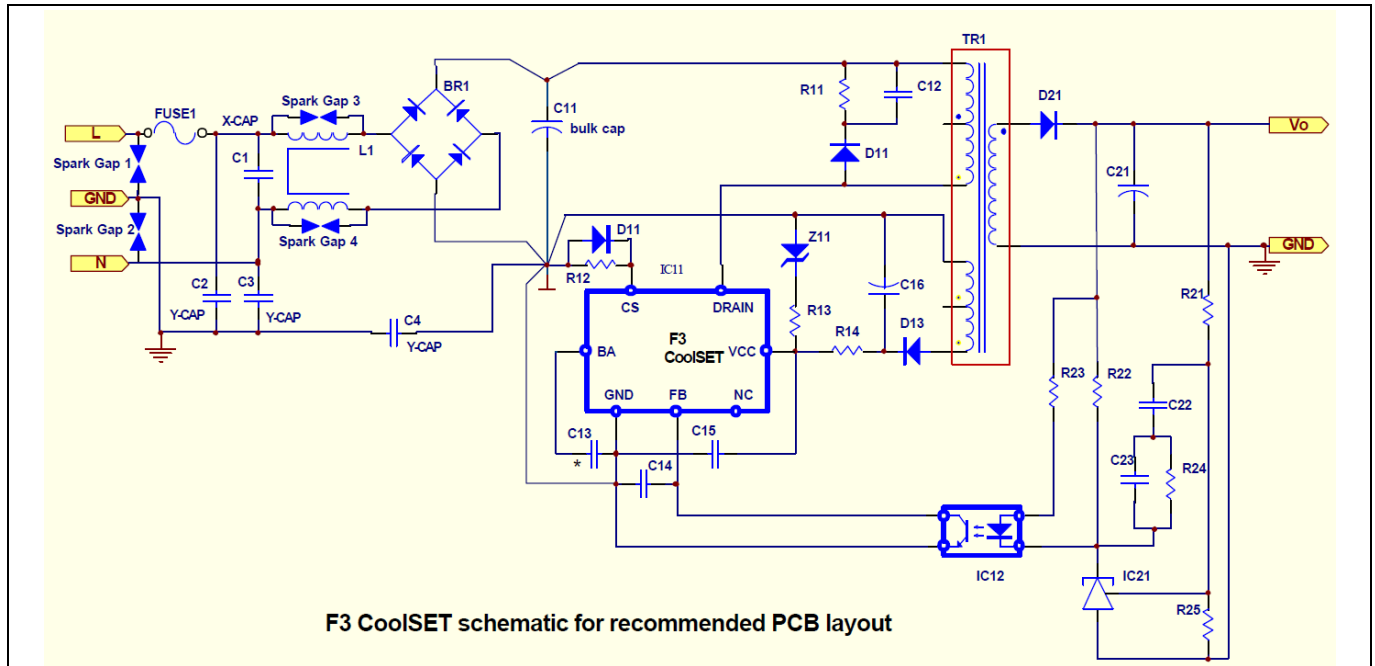 TR1
BR1
R11
C12
Spark Gap 3
C11
D21
FUSE1
X-CAP
bulk cap
L
Vo
L1
C1
D11
Spark Gap 1
C21
GND
Spark Gap 2
Spark Gap 4
D11
Z11
GND
N
R12
IC11
C2
C3
C16
R21
CS
DRAIN
Y-CAP
Y-CAP
C4
R13
D13
Y-CAP
F3
R14
BA
VCC
CoolSET
R23
R22
GND
FB
NC
C22
C13
C15
*
C14
C23
R24
IC12
IC21
R25
F3 CoolSET schematic for recommended PCB layout